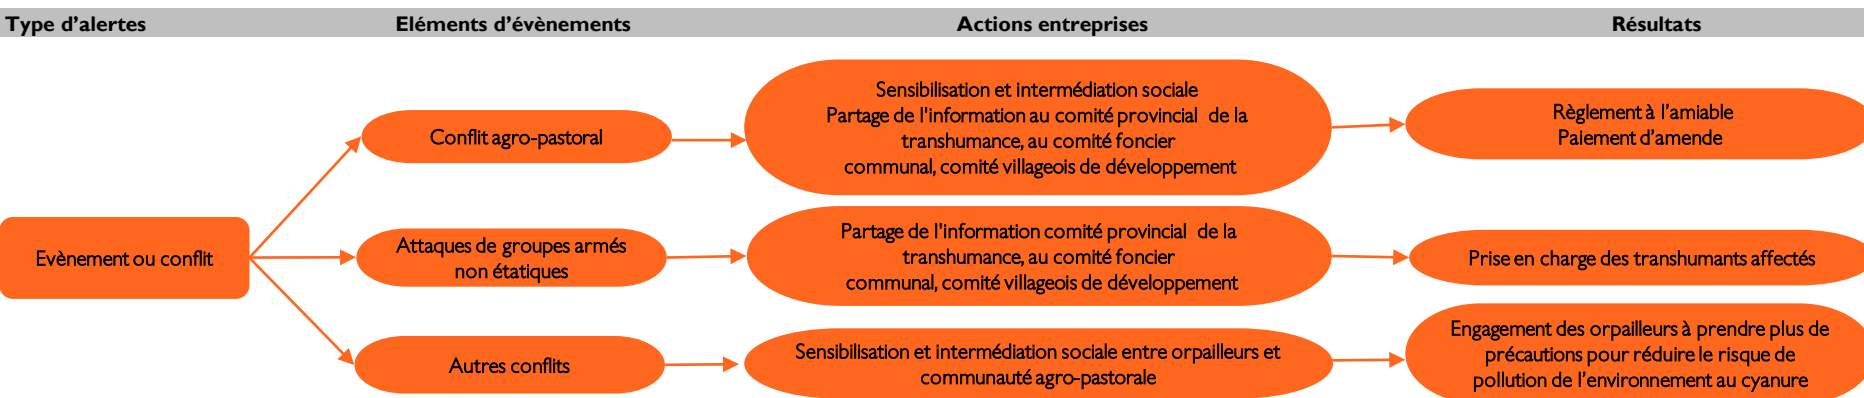 Type d’alertes
Eléments d’évènements
Actions entreprises
Résultats
Evènement ou conflit
Conflit agro-pastoral
Sensibilisation et intermédiation sociale
Partage de l'information au comité provincial de la
transhumance, au comité foncier
communal, comité villageois de développement
Règlement à l’amiable
Paiement d’amende
Attaques de groupes armés
non étatiques
Partage de l'information comité provincial de la
transhumance, au comité foncier
communal, comité villageois de développement
Prise en charge des transhumants affectés
Autres conflits
Sensibilisation et intermédiation sociale entre orpailleurs et
communauté agro-pastorale
Engagement des orpailleurs à prendre plus de
précautions pour réduire le risque de
pollution de l’environnement au cyanure